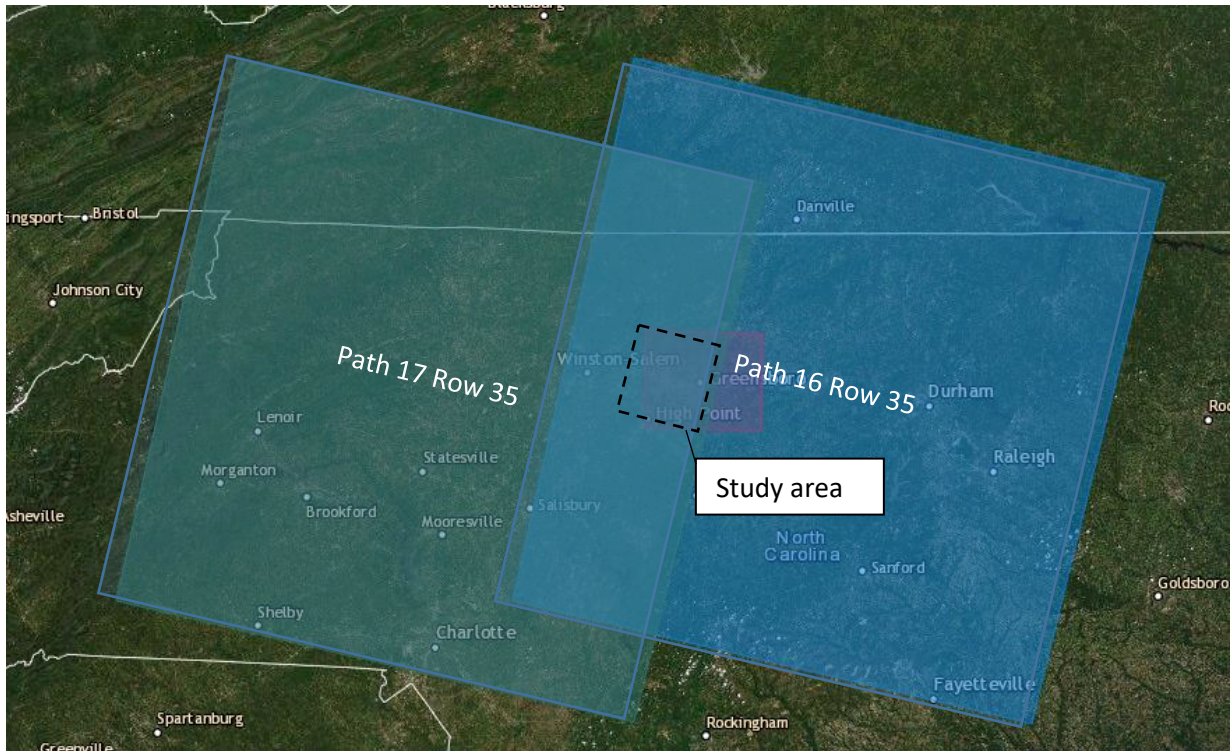 Blacksburg
ingsport
Bristol
Danville
Johnson City
Winston-Salem
Greensboro
Path 17 Row 35
Path 16 Row 35
High Point
Durham
Lenoir
Roc
Raleigh
Statesville
Morganton
Study area
Brookford
Salisbury
Asheville
Mooresville
North
Carolina
Sanford
Goldsboro
Shelby
Charlotte
Fayetteville
Spartanburg
Rockingham
Greenville